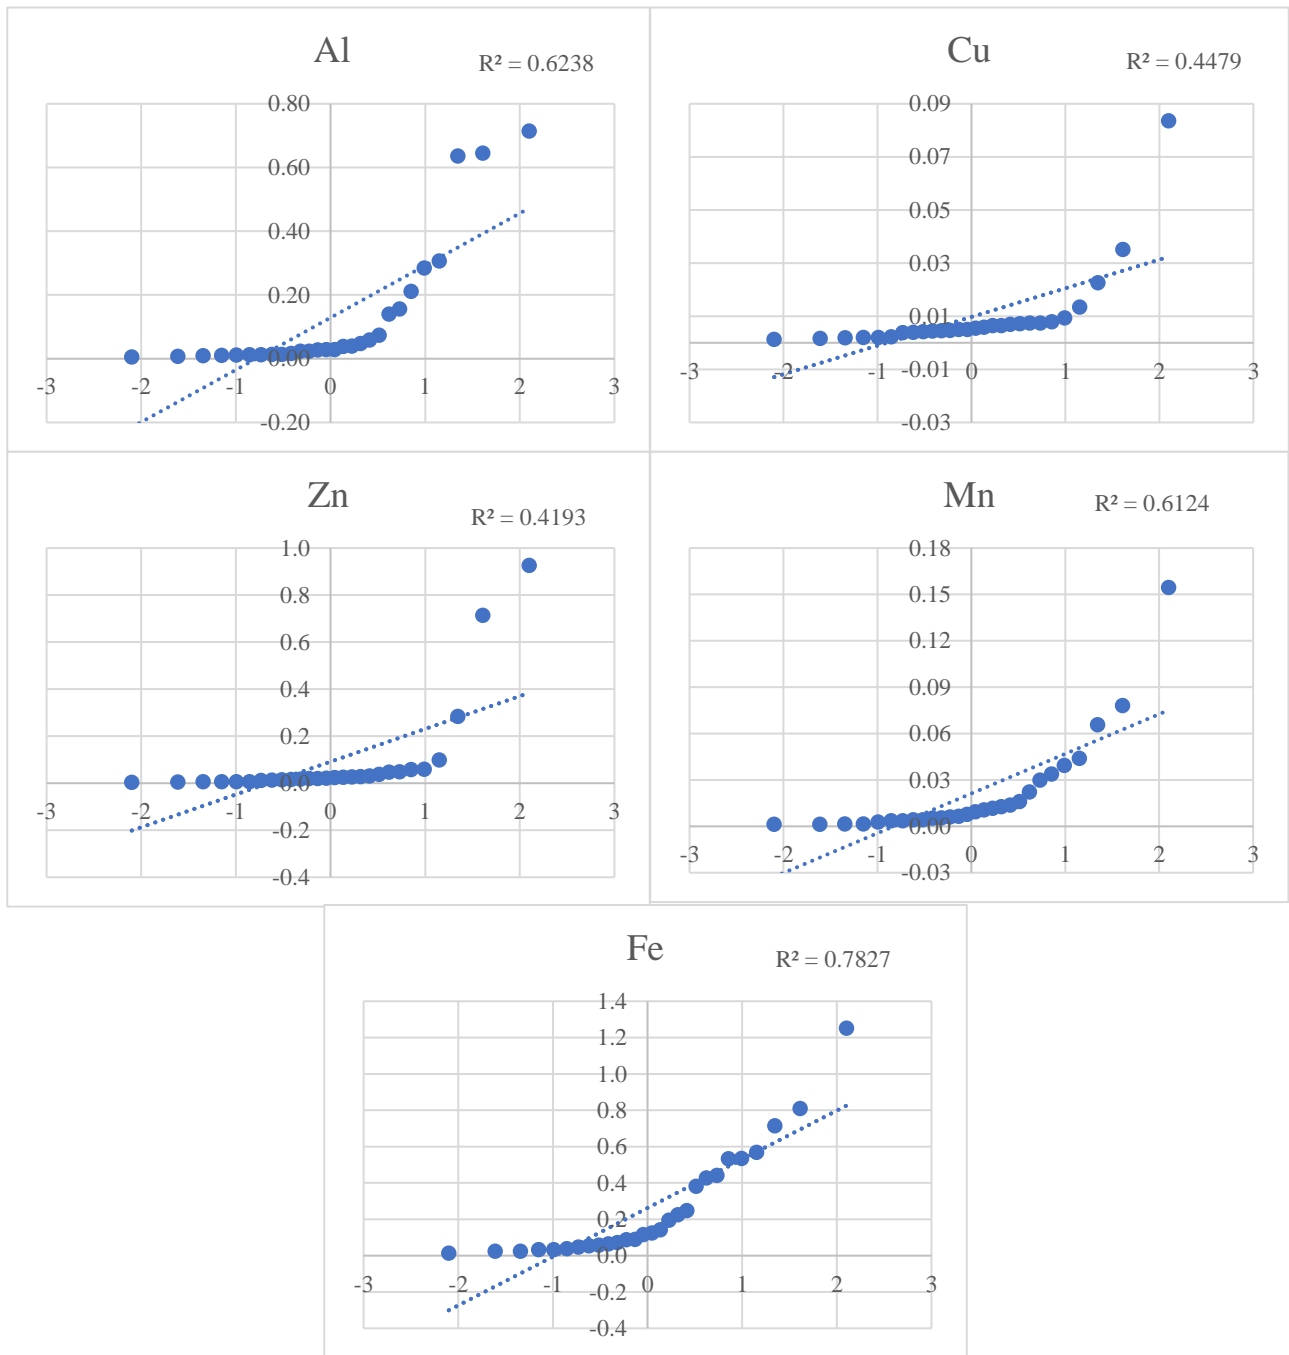 Al
R² = 0.6238
0.80
0.60
0.40
0.20
0.00
-0.20
-3 -2 -1 0 1 2 3
Cu
R² = 0.4479
0.09
0.07
0.05
0.03
0.01
-0.01
-0.03
-3 -2 -1 0 1 2 3
Zn
R² = 0.4193
1.0
0.8
0.6
0.4
0.2
0.0
-0.2
-0.4
-3 -2 -1 0 1 2 3
Mn
R² = 0.6124
0.18
0.15
0.12
0.09
0.06
0.03
0.00
-0.03
-3 -2 -1 0 1 2 3
Fe
R² = 0.7827
1.4
1.2
1.0
0.8
0.6
0.4
0.2
0.0
-0.2
-0.4
-3 -2 -1 0 1 2 3